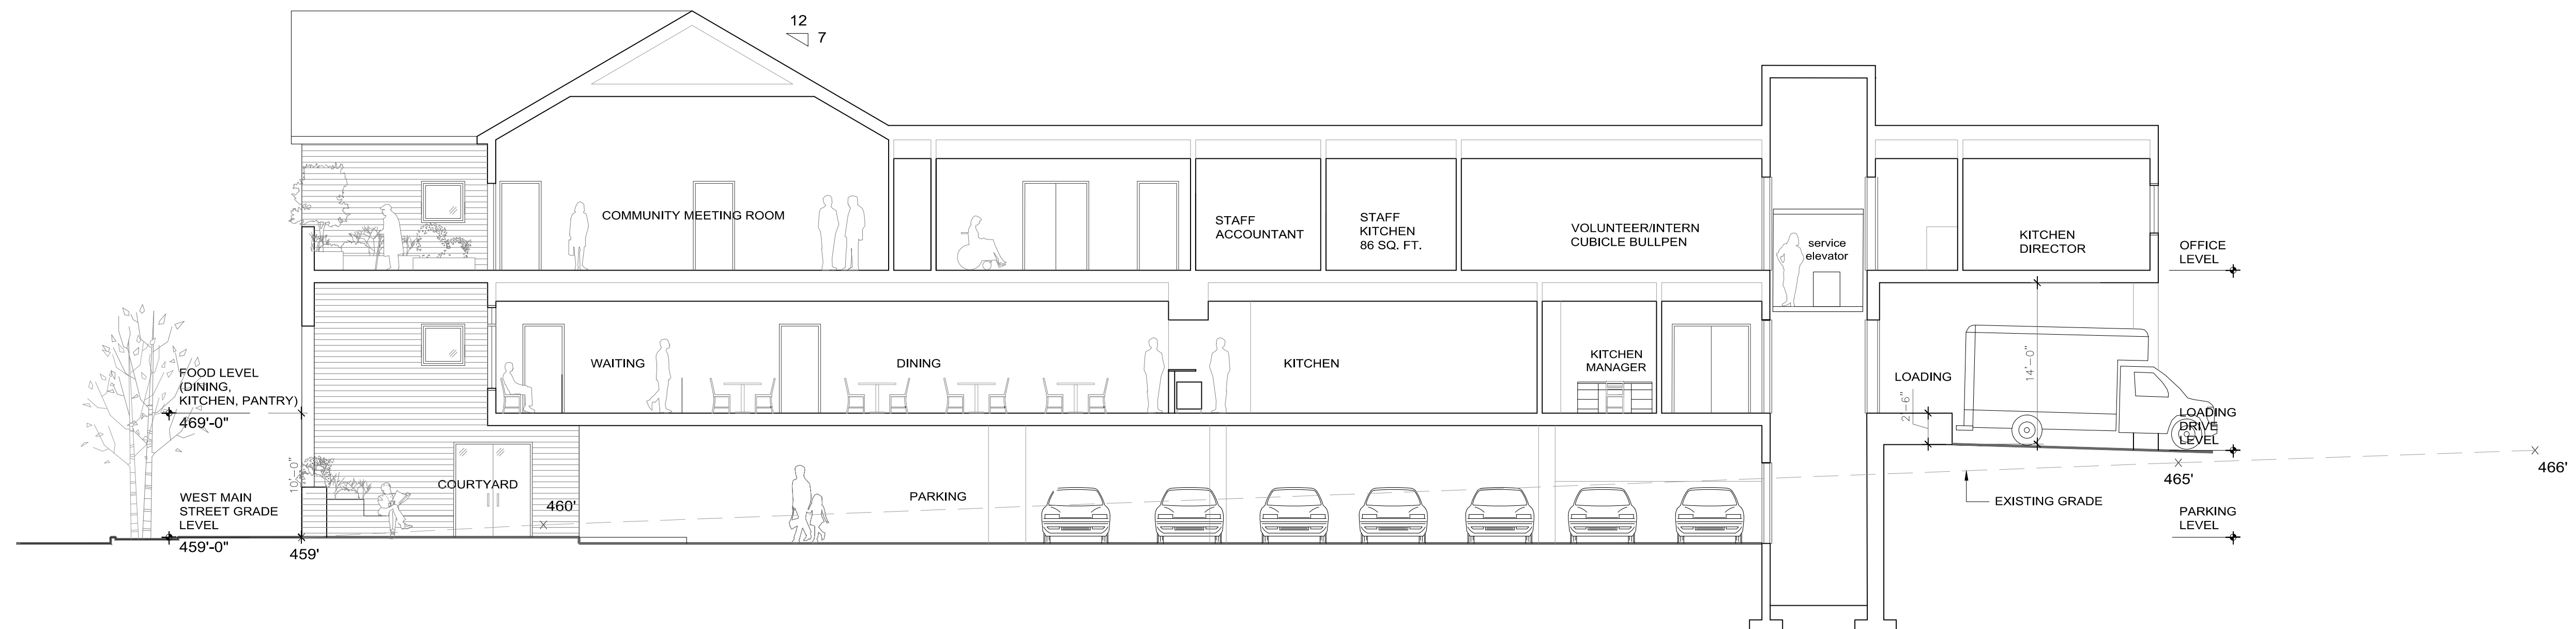 12
7
COMMUNITY MEETING ROOM
STAFF
ACCOUNTANT
STAFF
KITCHEN
86 SQ. FT.
VOLUNTEER/INTERN
CUBICLE BULLPEN
service
elevator
KITCHEN
DIRECTOR
OFFICE
LEVEL
FOOD LEVEL
(DINING,
KITCHEN, PANTRY)
469'-0"
WAITING
DINING
KITCHEN
KITCHEN
MANAGER
LOADING
2'-6"
14'-0"
LOADING
DRIVE
LEVEL
10'-0"
WEST MAIN
STREET GRADE
LEVEL
459'-0"
459'
COURTYARD
460'
PARKING
EXISTING GRADE
465'
466'
PARKING
LEVEL